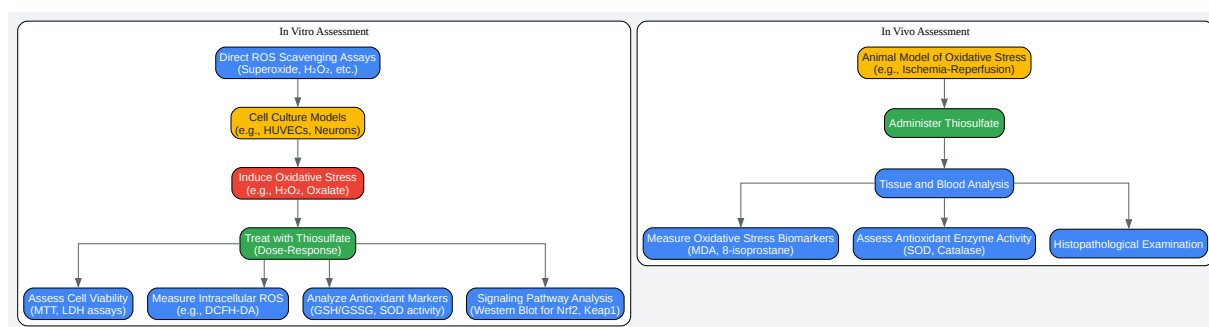 In Vitro Assessment
Direct ROS Scavenging Assays
(Superoxide, H₂O₂, etc.)
Cell Culture Models
(e.g., HUVECs, Neurons)
Induce Oxidative Stress
(e.g., H₂O₂, Oxalate)
Treat with Thiosulfate
(Dose-Response)
Assess Cell Viability
(MTT, LDH assays)
Measure Intracellular ROS
(e.g., DCFH-DA)
Analyze Antioxidant Markers
(GSH/GSSG, SOD activity)
Signaling Pathway Analysis
(Western Blot for Nrf2, Keap1)
In Vivo Assessment
Animal Model of Oxidative Stress
(e.g., Ischemia-Reperfusion)
Administer Thiosulfate
Tissue and Blood Analysis
Measure Oxidative Stress Biomarkers
(MDA, 8-isoprostane)
Assess Antioxidant Enzyme Activity
(SOD, Catalase)
Histopathological Examination